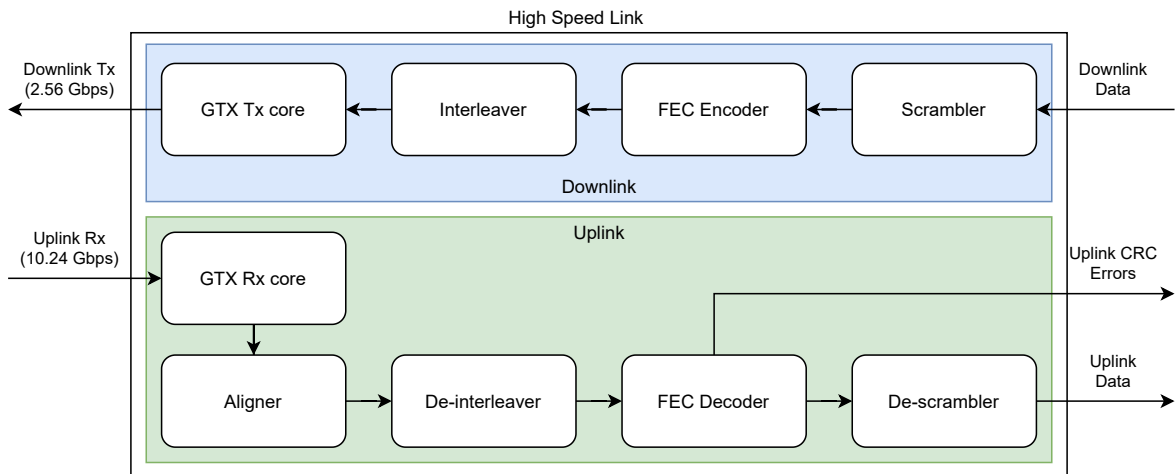 High Speed Link
Downlink Tx
(2.56 Gbps)
GTX Tx core
Interleaver
FEC Encoder
Scrambler
Downlink
Data
Downlink
Uplink Rx
(10.24 Gbps)
Uplink
GTX Rx core
Uplink CRC
Errors
Aligner
De-interleaver
FEC Decoder
De-scrambler
Uplink
Data